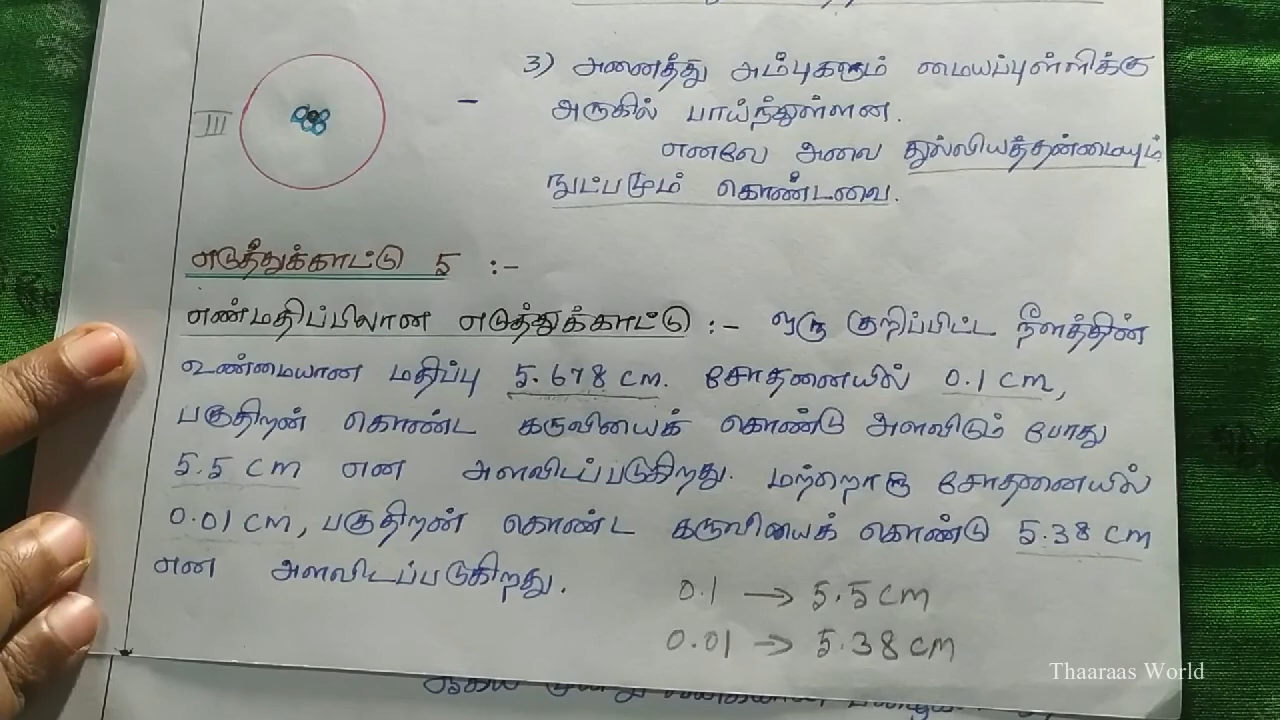 III
-
3) அனைத்து அம்புகளும் மையப்புள்ளிக்கு
அருகில் பாய்ந்துள்ளன.
எனவே அவை துல்லியத்தன்மையும்
நுட்பமும் கொண்டவை.
எடுத்துக்காட்டு 5 :-
எண்மதிப்பிலான எடுத்துக்காட்டு :- ஒரு குறிப்பிட்ட நீளத்தின்
உண்மையான மதிப்பு 5.678 cm. சோதனையில் 0.1 cm,
பகுதிறன் கொண்ட கருவியைக் கொண்டு அளவிடும் போது
5.5 cm என அளவிடப்படுகிறது. மற்றொரு சோதனையில்
0.01 cm, பகுதிறன் கொண்ட கருவியைக் கொண்டு 5.38 cm
என அளவிடப்படுகிறது.
0.1 → 5.5 cm
0.01 → 5.38 cm
Thaaraas World